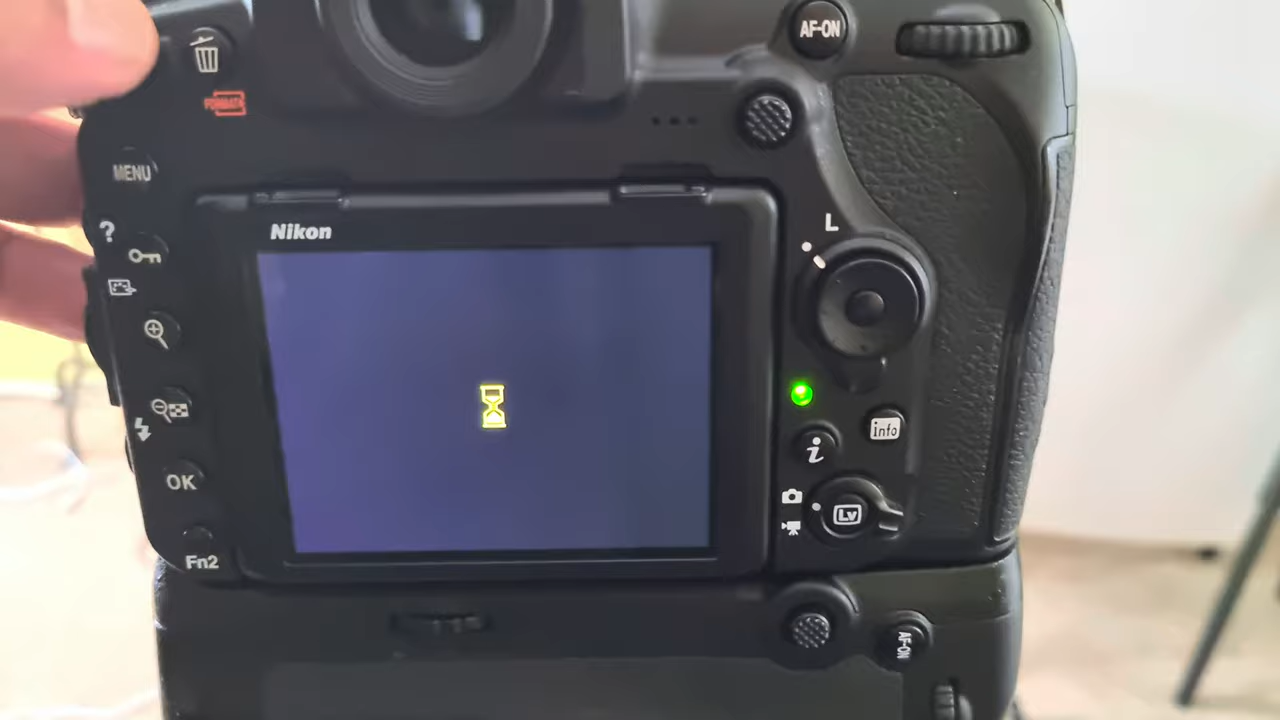 AF-ON
FORMAT
MENU
L
?
Nikon
info
i
OK
Lv
Fn2
AF-ON